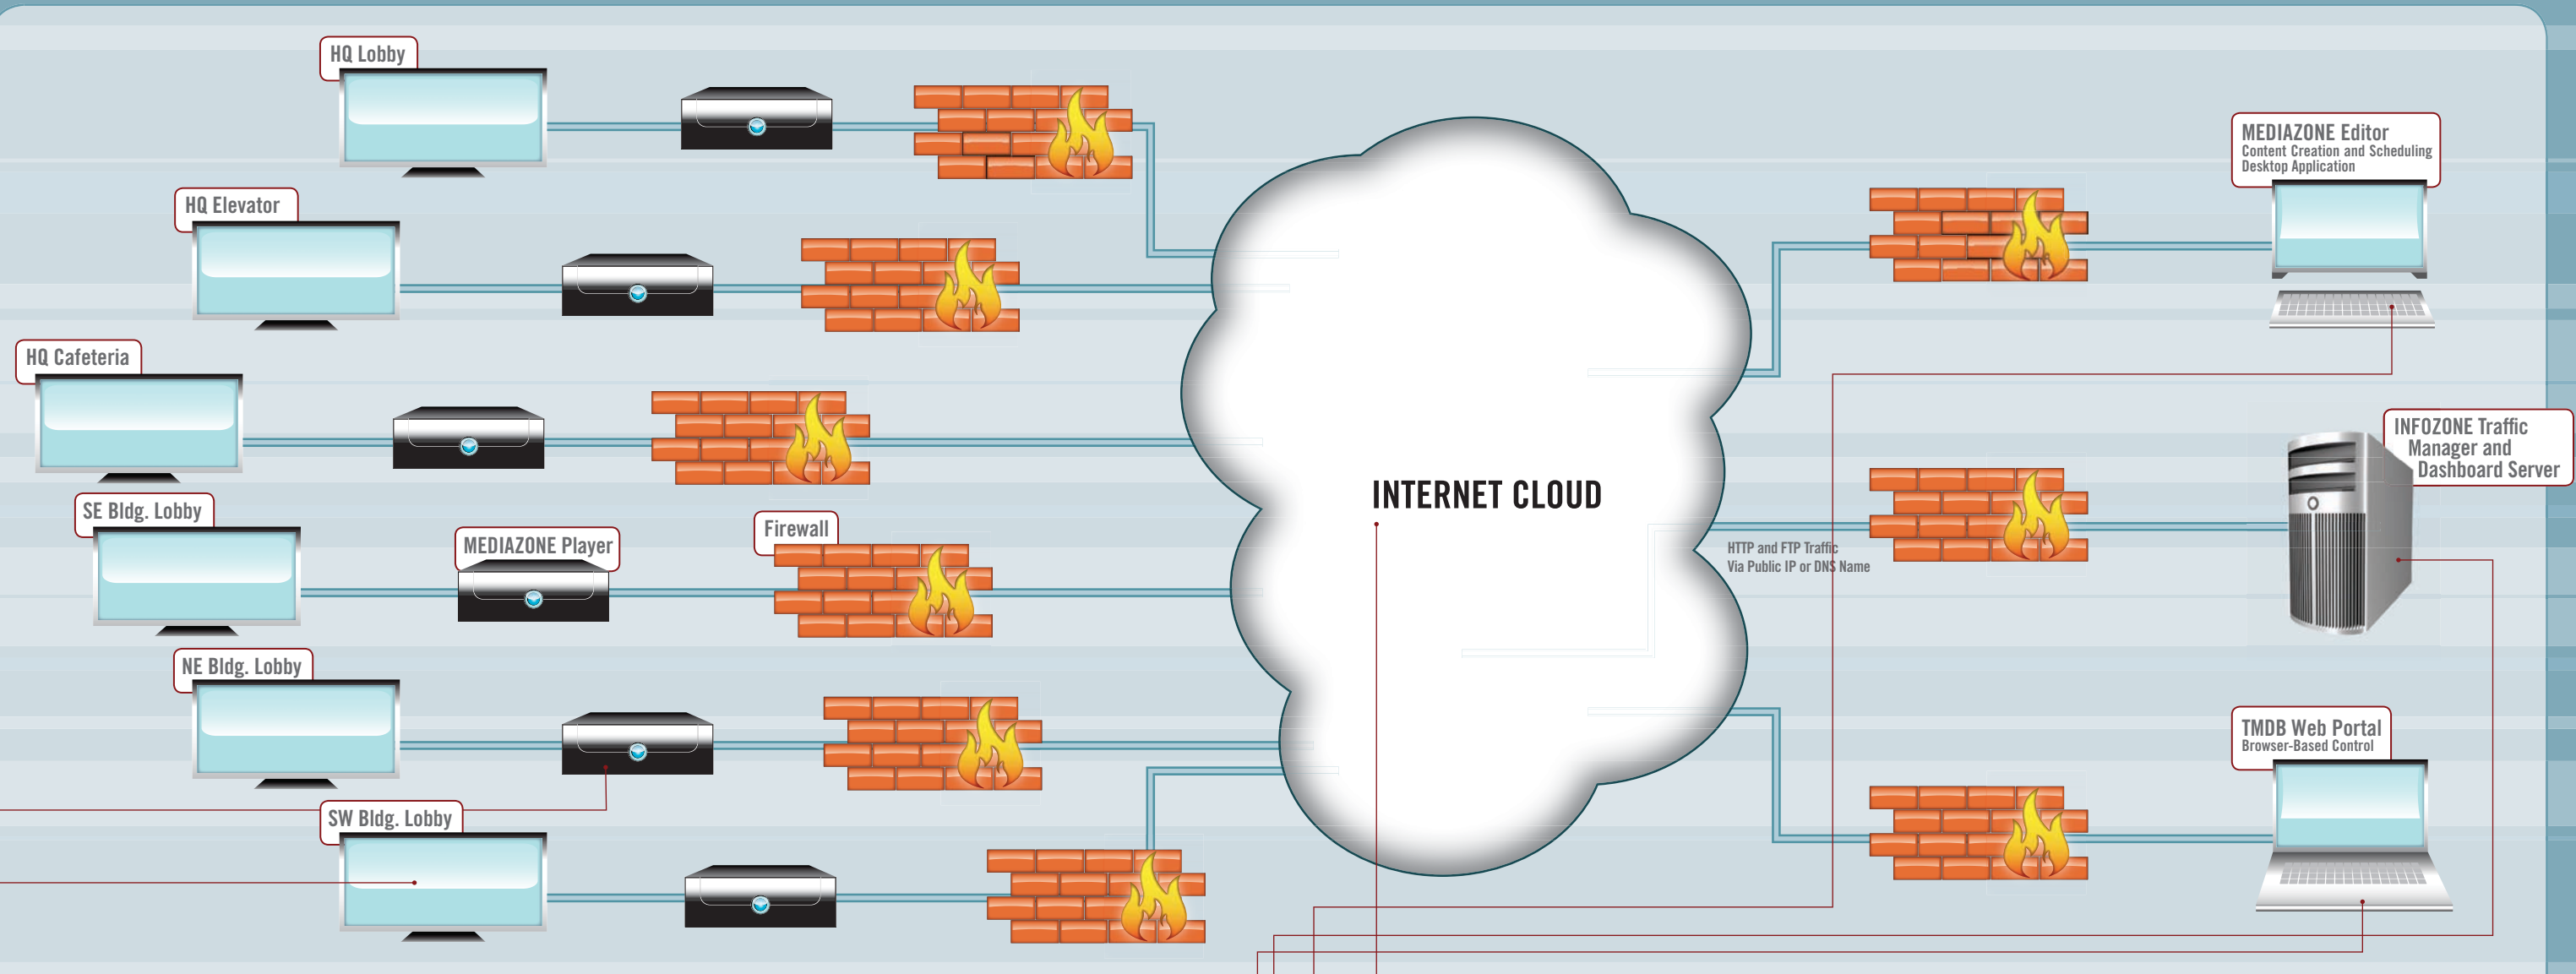 HQ Lobby
HQ Elevator
HQ Cafeteria
SE Bldg. Lobby
MEDIAZONE Player
Firewall
NE Bldg. Lobby
SW Bldg. Lobby
INTERNET CLOUD
HTTP and FTP Traffic
Via Public IP or DNS Name
MEDIAZONE Editor
Content Creation and Scheduling
Desktop Application
INFOZONE Traffic
Manager and
Dashboard Server
TMDB Web Portal
Browser-Based Control